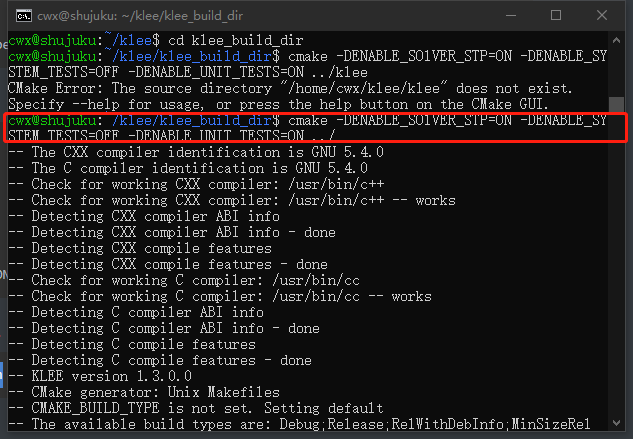 cwx@shujuku: ~/klee/klee_build_dir
cwx@shujuku: ~/klee$ cd klee_build_dir
cwx@shujuku: ~/klee/klee_build_dir$ cmake -DENABLE_SO1VER_STP=ON -DENABLE_SY
STEM_TESTS=OFF -DENABLE_UNIT_TESTS=ON ../klee
CMake Error: The source directory "/home/cwx/klee/klee" does not exist.
Specify --help for usage, or press the help button on the CMake GUI.
cwx@shujuku: ~/klee/klee_build_dir$ cmake -DENABLE_SO1VER_STP=ON -DENABLE_SY
STEM_TESTS=OFF -DENABLE_UNIT_TESTS=ON ../
-- The CXX compiler identification is GNU 5.4.0
-- The C compiler identification is GNU 5.4.0
-- Check for working CXX compiler: /usr/bin/c++
-- Check for working CXX compiler: /usr/bin/c++ -- works
-- Detecting CXX compiler ABI info
-- Detecting CXX compiler ABI info - done
-- Detecting CXX compile features
-- Detecting CXX compile features - done
-- Check for working C compiler: /usr/bin/cc
-- Check for working C compiler: /usr/bin/cc -- works
-- Detecting C compiler ABI info
-- Detecting C compiler ABI info - done
-- Detecting C compile features
-- Detecting C compile features - done
-- KLEE version 1.3.0.0
-- CMake generator: Unix Makefiles
-- CMAKE_BUILD_TYPE is not set. Setting default
-- The available build types are: Debug;Release;RelWithDebInfo;MinSizeRel